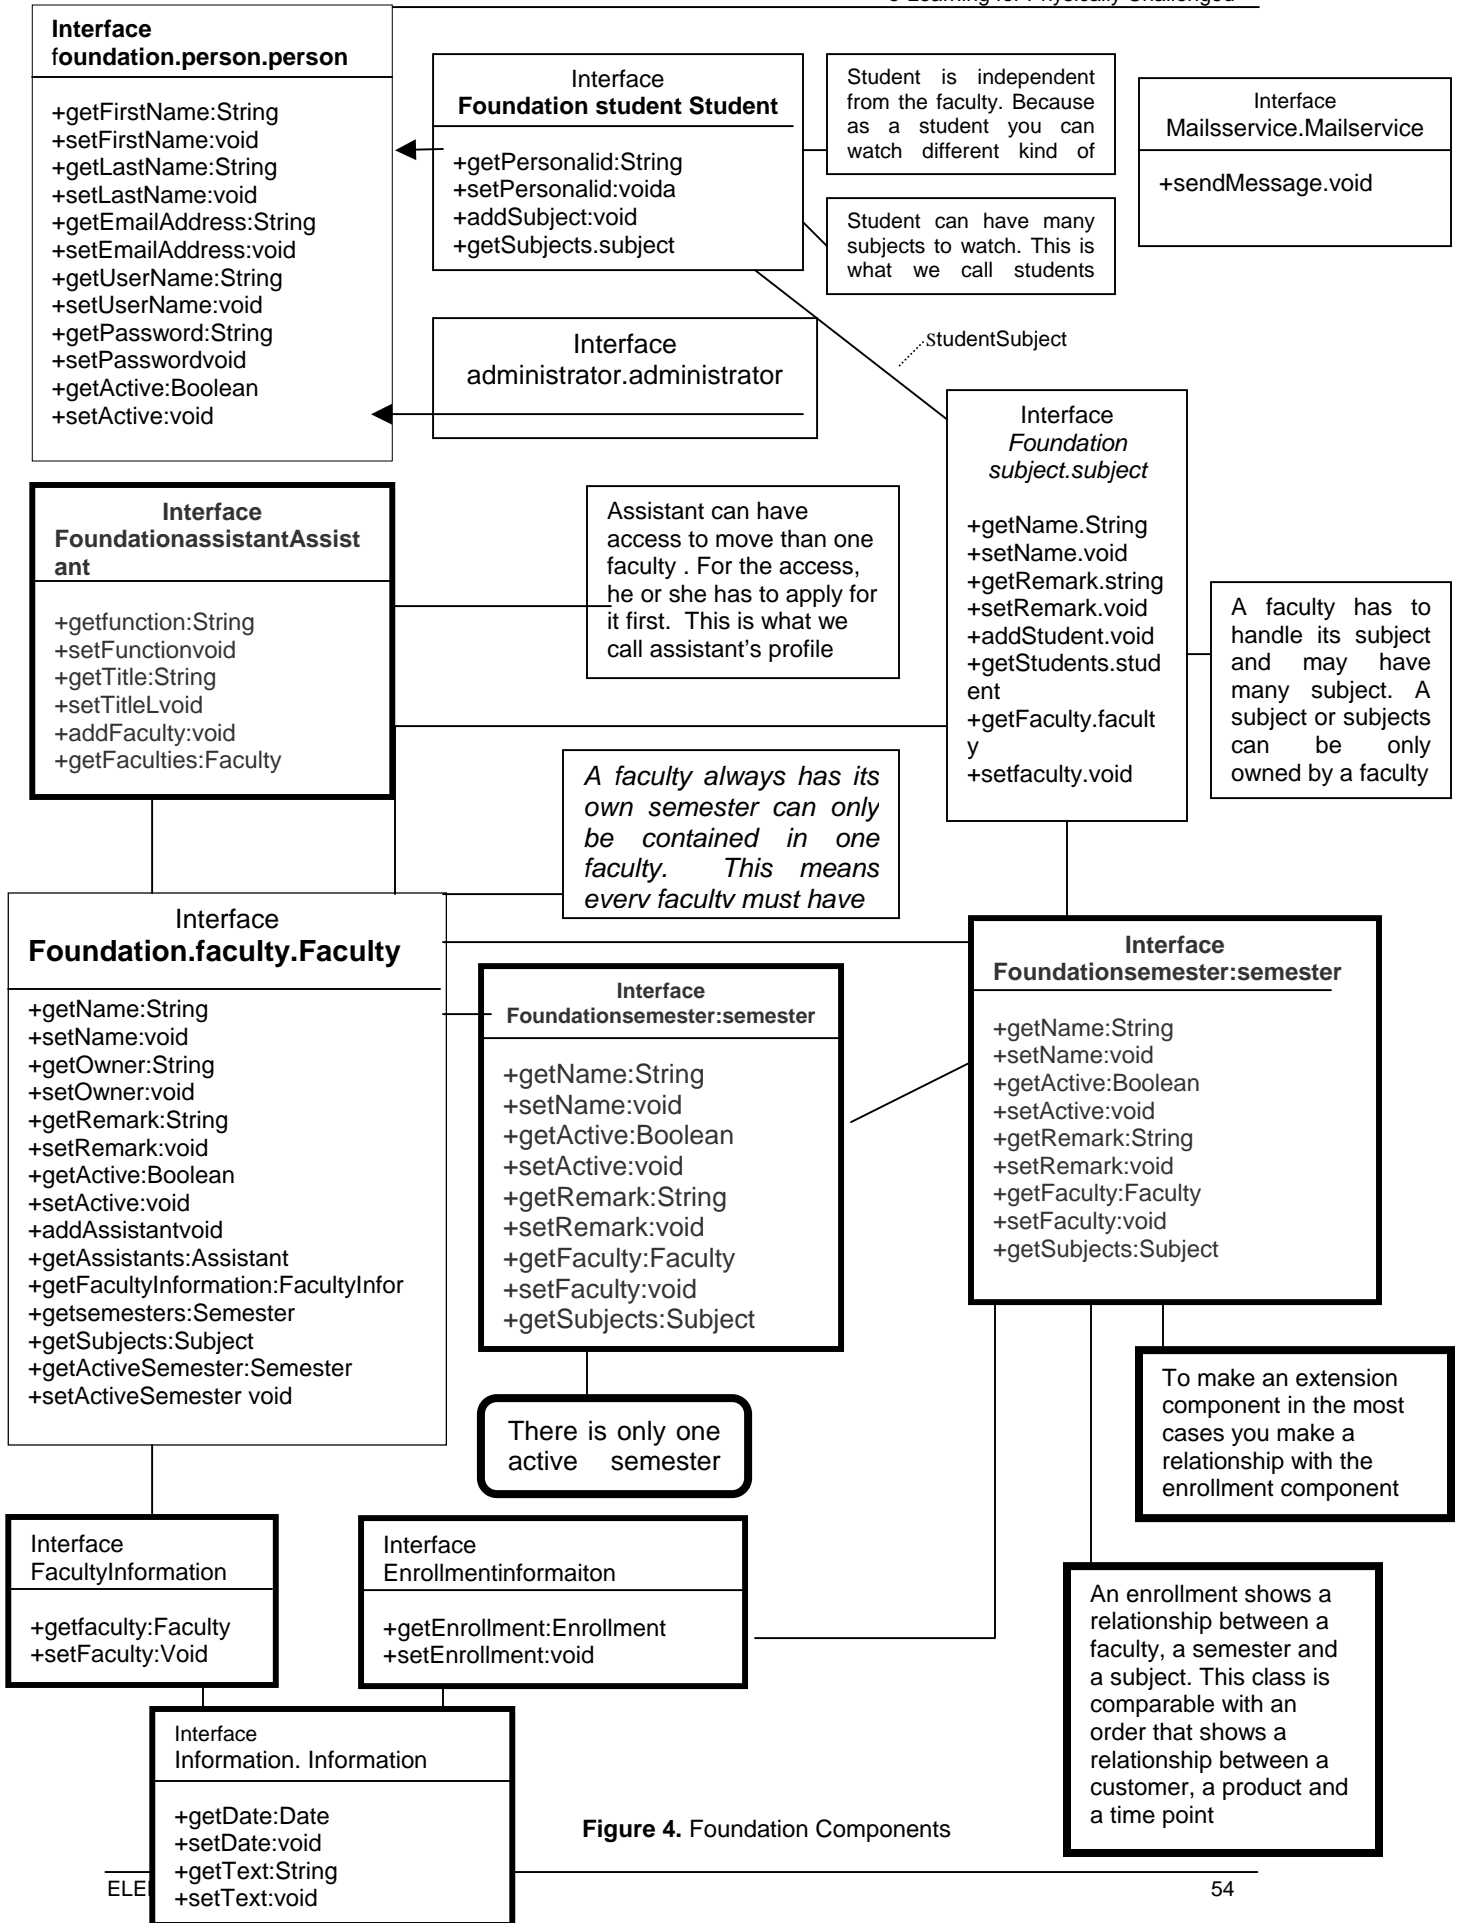 e-Learning for Physically Challenged
Interface
foundation.person.person
+getFirstName:String
+setFirstName:void
+getLastName:String
+setLastName:void
+getEmailAddress:String
+setEmailAddress:void
+getUserName:String
+setUserName:void
+getPassword:String
+setPasswordvoid
+getActive:Boolean
+setActive:void
Interface
Foundation student Student
+getPersonalid:String
+setPersonalid:voida
+addSubject:void
+getSubjects.subject
Student is independent
from the faculty. Because
as a student you can
watch different kind of
Student can have many
subjects to watch. This is
what we call students
Interface
Mailsservice.Mailservice
+sendMessage.void
Interface
administrator.administrator
StudentSubject
Interface
Foundation
subject.subject
+getName.String
+setName.void
+getRemark.string
+setRemark.void
+addStudent.void
+getStudents.stud
ent
+getFaculty.facult
y
+setfaculty.void
Interface
FoundationassistantAssist
ant
+getfunction:String
+setFunctionvoid
+getTitle:String
+setTitleLvoid
+addFaculty:void
+getFaculties:Faculty
Assistant can have
access to move than one
faculty . For the access,
he or she has to apply for
it first. This is what we
call assistant's profile
A faculty has to
handle its subject
and may have
many subject. A
subject or subjects
can be only
owned by a faculty
A faculty always has its
own semester can only
be contained in one
faculty. This means
every faculty must have
Interface
Foundation.faculty.Faculty
+getName:String
+setName:void
+getOwner:String
+setOwner:void
+getRemark:String
+setRemark:void
+getActive:Boolean
+setActive:void
+addAssistantvoid
+getAssistants:Assistant
+getFacultyInformation:FacultyInfor
+getsemesters:Semester
+getSubjects:Subject
+getActiveSemester:Semester
+setActiveSemester void
Interface
Foundationsemester:semester
+getName:String
+setName:void
+getActive:Boolean
+setActive:void
+getRemark:String
+setRemark:void
+getFaculty:Faculty
+setFaculty:void
+getSubjects:Subject
Interface
Foundationsemester:semester
+getName:String
+setName:void
+getActive:Boolean
+setActive:void
+getRemark:String
+setRemark:void
+getFaculty:Faculty
+setFaculty:void
+getSubjects:Subject
There is only one
active semester
To make an extension
component in the most
cases you make a
relationship with the
enrollment component
Interface
FacultyInformation
+getfaculty:Faculty
+setFaculty:Void
Interface
Enrollmentinformaiton
+getEnrollment:Enrollment
+setEnrollment:void
An enrollment shows a
relationship between a
faculty, a semester and
a subject. This class is
comparable with an
order that shows a
relationship between a
customer, a product and
a time point
Interface
Information. Information
+getDate:Date
+setDate:void
+getText:String
+setText:void
Figure 4. Foundation Components
54